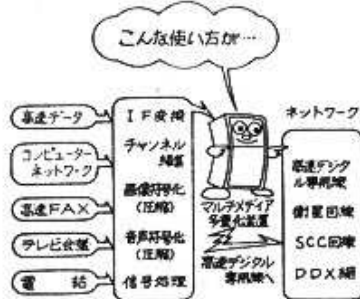 こんな使い方が…
高速データ
コンピューター
ネットワーク
高速FAX
テレビ会議
電話
IF変換
チャンネル
編集
画像符号化
(圧縮)
音声符号化
(圧縮)
信号処理
マルチメディア
多重化装置
高速デジタル
専用線へ
ネットワーク
高速デジタル
専用線
衛星回線
SCC回線
DDX網